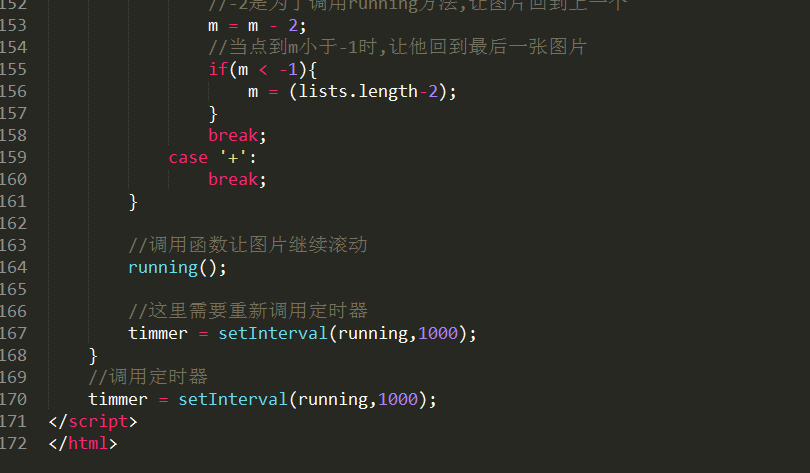 152 //-2是为了调用running方法,让图片回到上一个
153 m = m - 2;
154 //当点到m小于-1时,让他回到最后一张图片
155 if(m < -1){
156 m = (lists.length-2);
157 }
158 break;
159 case '+':
160 break;
161 }
162
163 //调用函数让图片继续滚动
164 running();
165
166 //这里需要重新调用定时器
167 timmer = setInterval(running,1000);
168 }
169 //调用定时器
170 timmer = setInterval(running,1000);
171 </script>
172 </html>